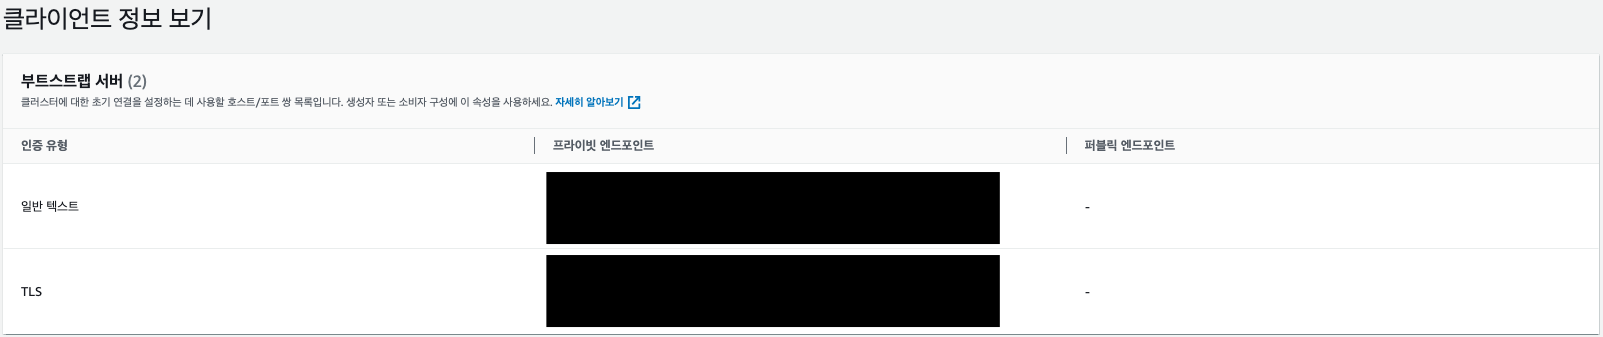 클라이언트 정보 보기
부트스트랩 서버 (2)
클러스터에 대한 초기 연결을 설정하는 데 사용할 호스트/포트 쌍 목록입니다. 생성자 또는 소비자 구성에 이 속성을 사용하세요. 자세히 알아보기
인증 유형 프라이빗 엔드포인트 퍼블릭 엔드포인트
일반 텍스트 -
TLS -